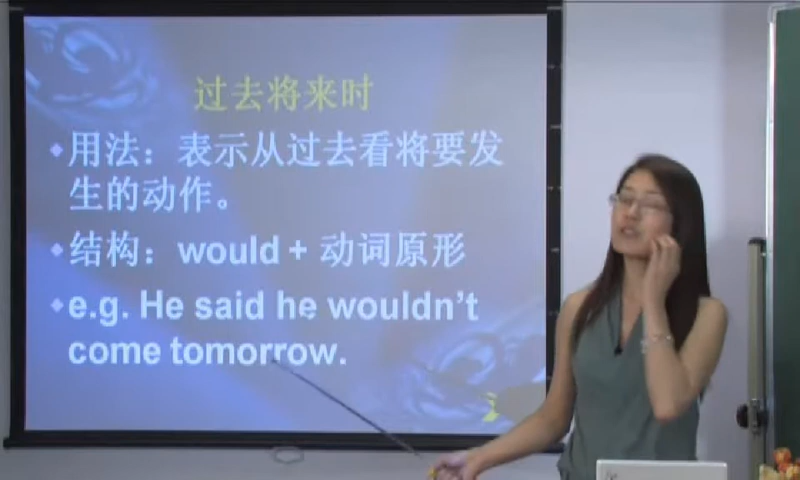 过去将来时
用法：表示从过去看将要发
生的动作。
结构：would + 动词原形
e.g. He said he wouldn't
come tomorrow.